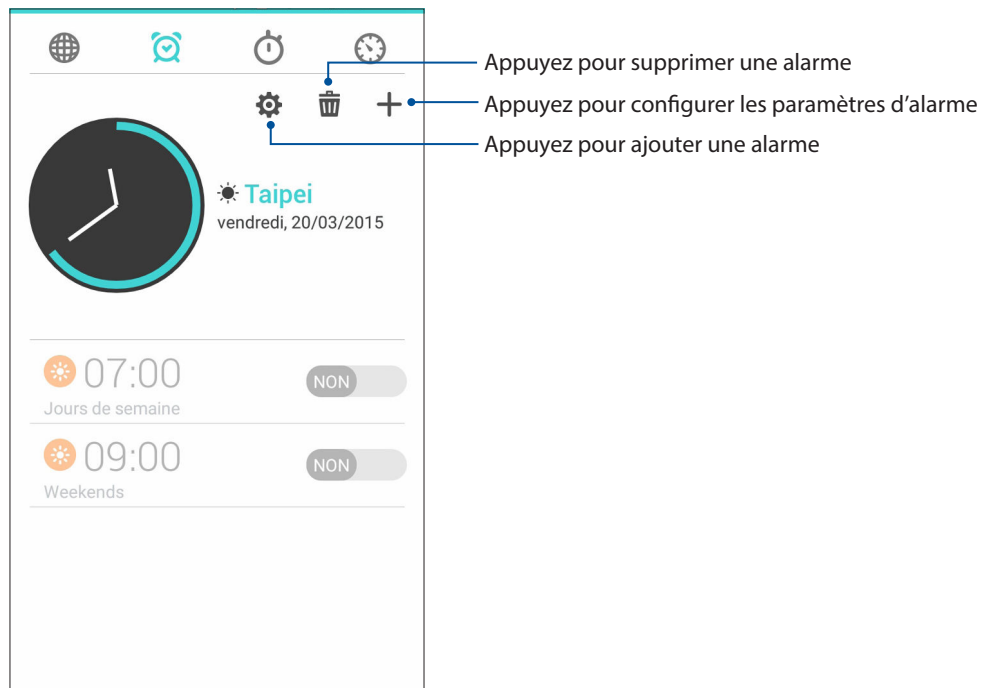 Appuyez pour supprimer une alarme
Appuyez pour configurer les paramètres d'alarme
Appuyez pour ajouter une alarme
Taipei
vendredi, 20/03/2015
07:00
NON
Jours de semaine
09:00
NON
Weekends